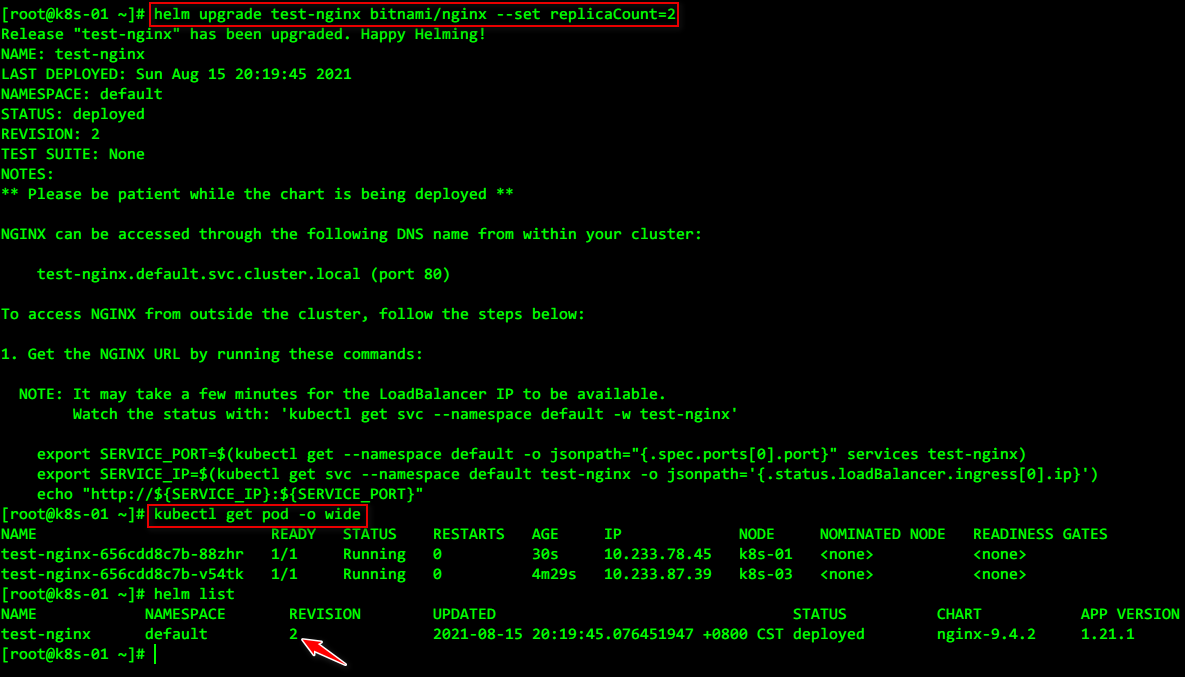 [root@k8s-01 ~]# helm upgrade test-nginx bitnami/nginx --set replicaCount=2
Release "test-nginx" has been upgraded. Happy Helming!
NAME: test-nginx
LAST DEPLOYED: Sun Aug 15 20:19:45 2021
NAMESPACE: default
STATUS: deployed
REVISION: 2
TEST SUITE: None
NOTES:
** Please be patient while the chart is being deployed **
NGINX can be accessed through the following DNS name from within your cluster:
test-nginx.default.svc.cluster.local (port 80)
To access NGINX from outside the cluster, follow the steps below:
1. Get the NGINX URL by running these commands:
NOTE: It may take a few minutes for the LoadBalancer IP to be available.
Watch the status with: 'kubectl get svc --namespace default -w test-nginx'
export SERVICE_PORT=$(kubectl get --namespace default -o jsonpath="{.spec.ports[0].port}" services test-nginx)
export SERVICE_IP=$(kubectl get svc --namespace default test-nginx -o jsonpath='{.status.loadBalancer.ingress[0].ip}')
echo "http://${SERVICE_IP}:${SERVICE_PORT}"
[root@k8s-01 ~]# kubectl get pod -o wide
NAME READY STATUS RESTARTS AGE IP NODE NOMINATED NODE READINESS GATES
test-nginx-656cdd8c7b-88zhr 1/1 Running 0 30s 10.233.78.45 k8s-01 <none> <none>
test-nginx-656cdd8c7b-v54tk 1/1 Running 0 4m29s 10.233.87.39 k8s-03 <none> <none>
[root@k8s-01 ~]# helm list
NAME NAMESPACE REVISION UPDATED STATUS CHART APP VERSION
test-nginx default 2 2021-08-15 20:19:45.076451947 +0800 CST deployed nginx-9.4.2 1.21.1
[root@k8s-01 ~]#